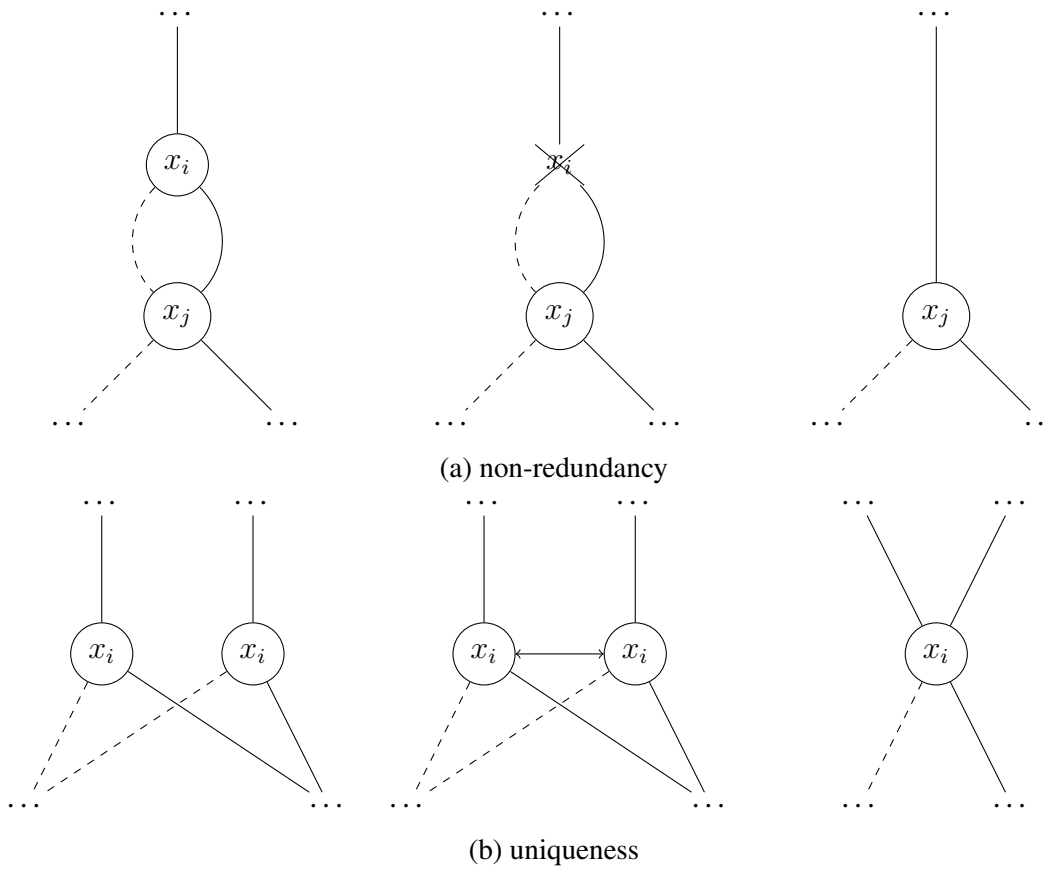 ... ... ...
x_i x_i
x_j x_j x_j
... ... ... ... ... ..
(a) non-redundancy
... ... ... ... ... ...
x_i x_i x_i x_i x_i
... ... ... ... ... ...
(b) uniqueness